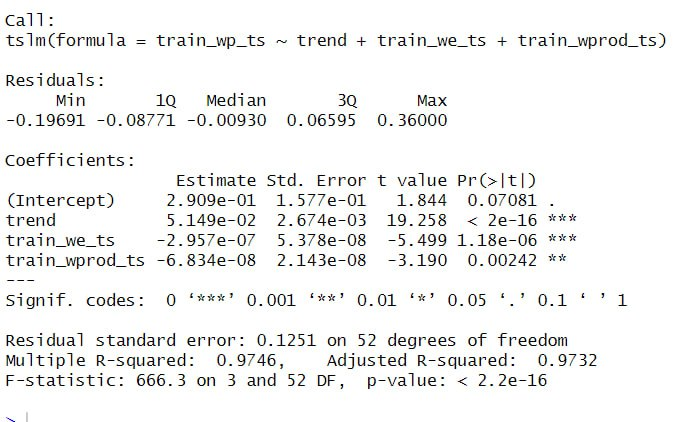 Call:
tslm(formula = train_wp_ts ~ trend + train_we_ts + train_wprod_ts)
Residuals:
     Min       1Q   Median       3Q      Max
-0.19691 -0.08771 -0.00930  0.06595  0.36000
Coefficients:
                 Estimate Std. Error t value Pr(>|t|)
(Intercept)     2.909e-01  1.577e-01   1.844  0.07081 .
trend           5.149e-02  2.674e-03  19.258  < 2e-16 ***
train_we_ts    -2.957e-07  5.378e-08  -5.499 1.18e-06 ***
train_wprod_ts -6.834e-08  2.143e-08  -3.190  0.00242 **
---
Signif. codes:  0 ‘***’ 0.001 ‘**’ 0.01 ‘*’ 0.05 ‘.’ 0.1 ‘ ’ 1
Residual standard error: 0.1251 on 52 degrees of freedom
Multiple R-squared:  0.9746,    Adjusted R-squared:  0.9732
F-statistic: 666.3 on 3 and 52 DF,  p-value: < 2.2e-16
>